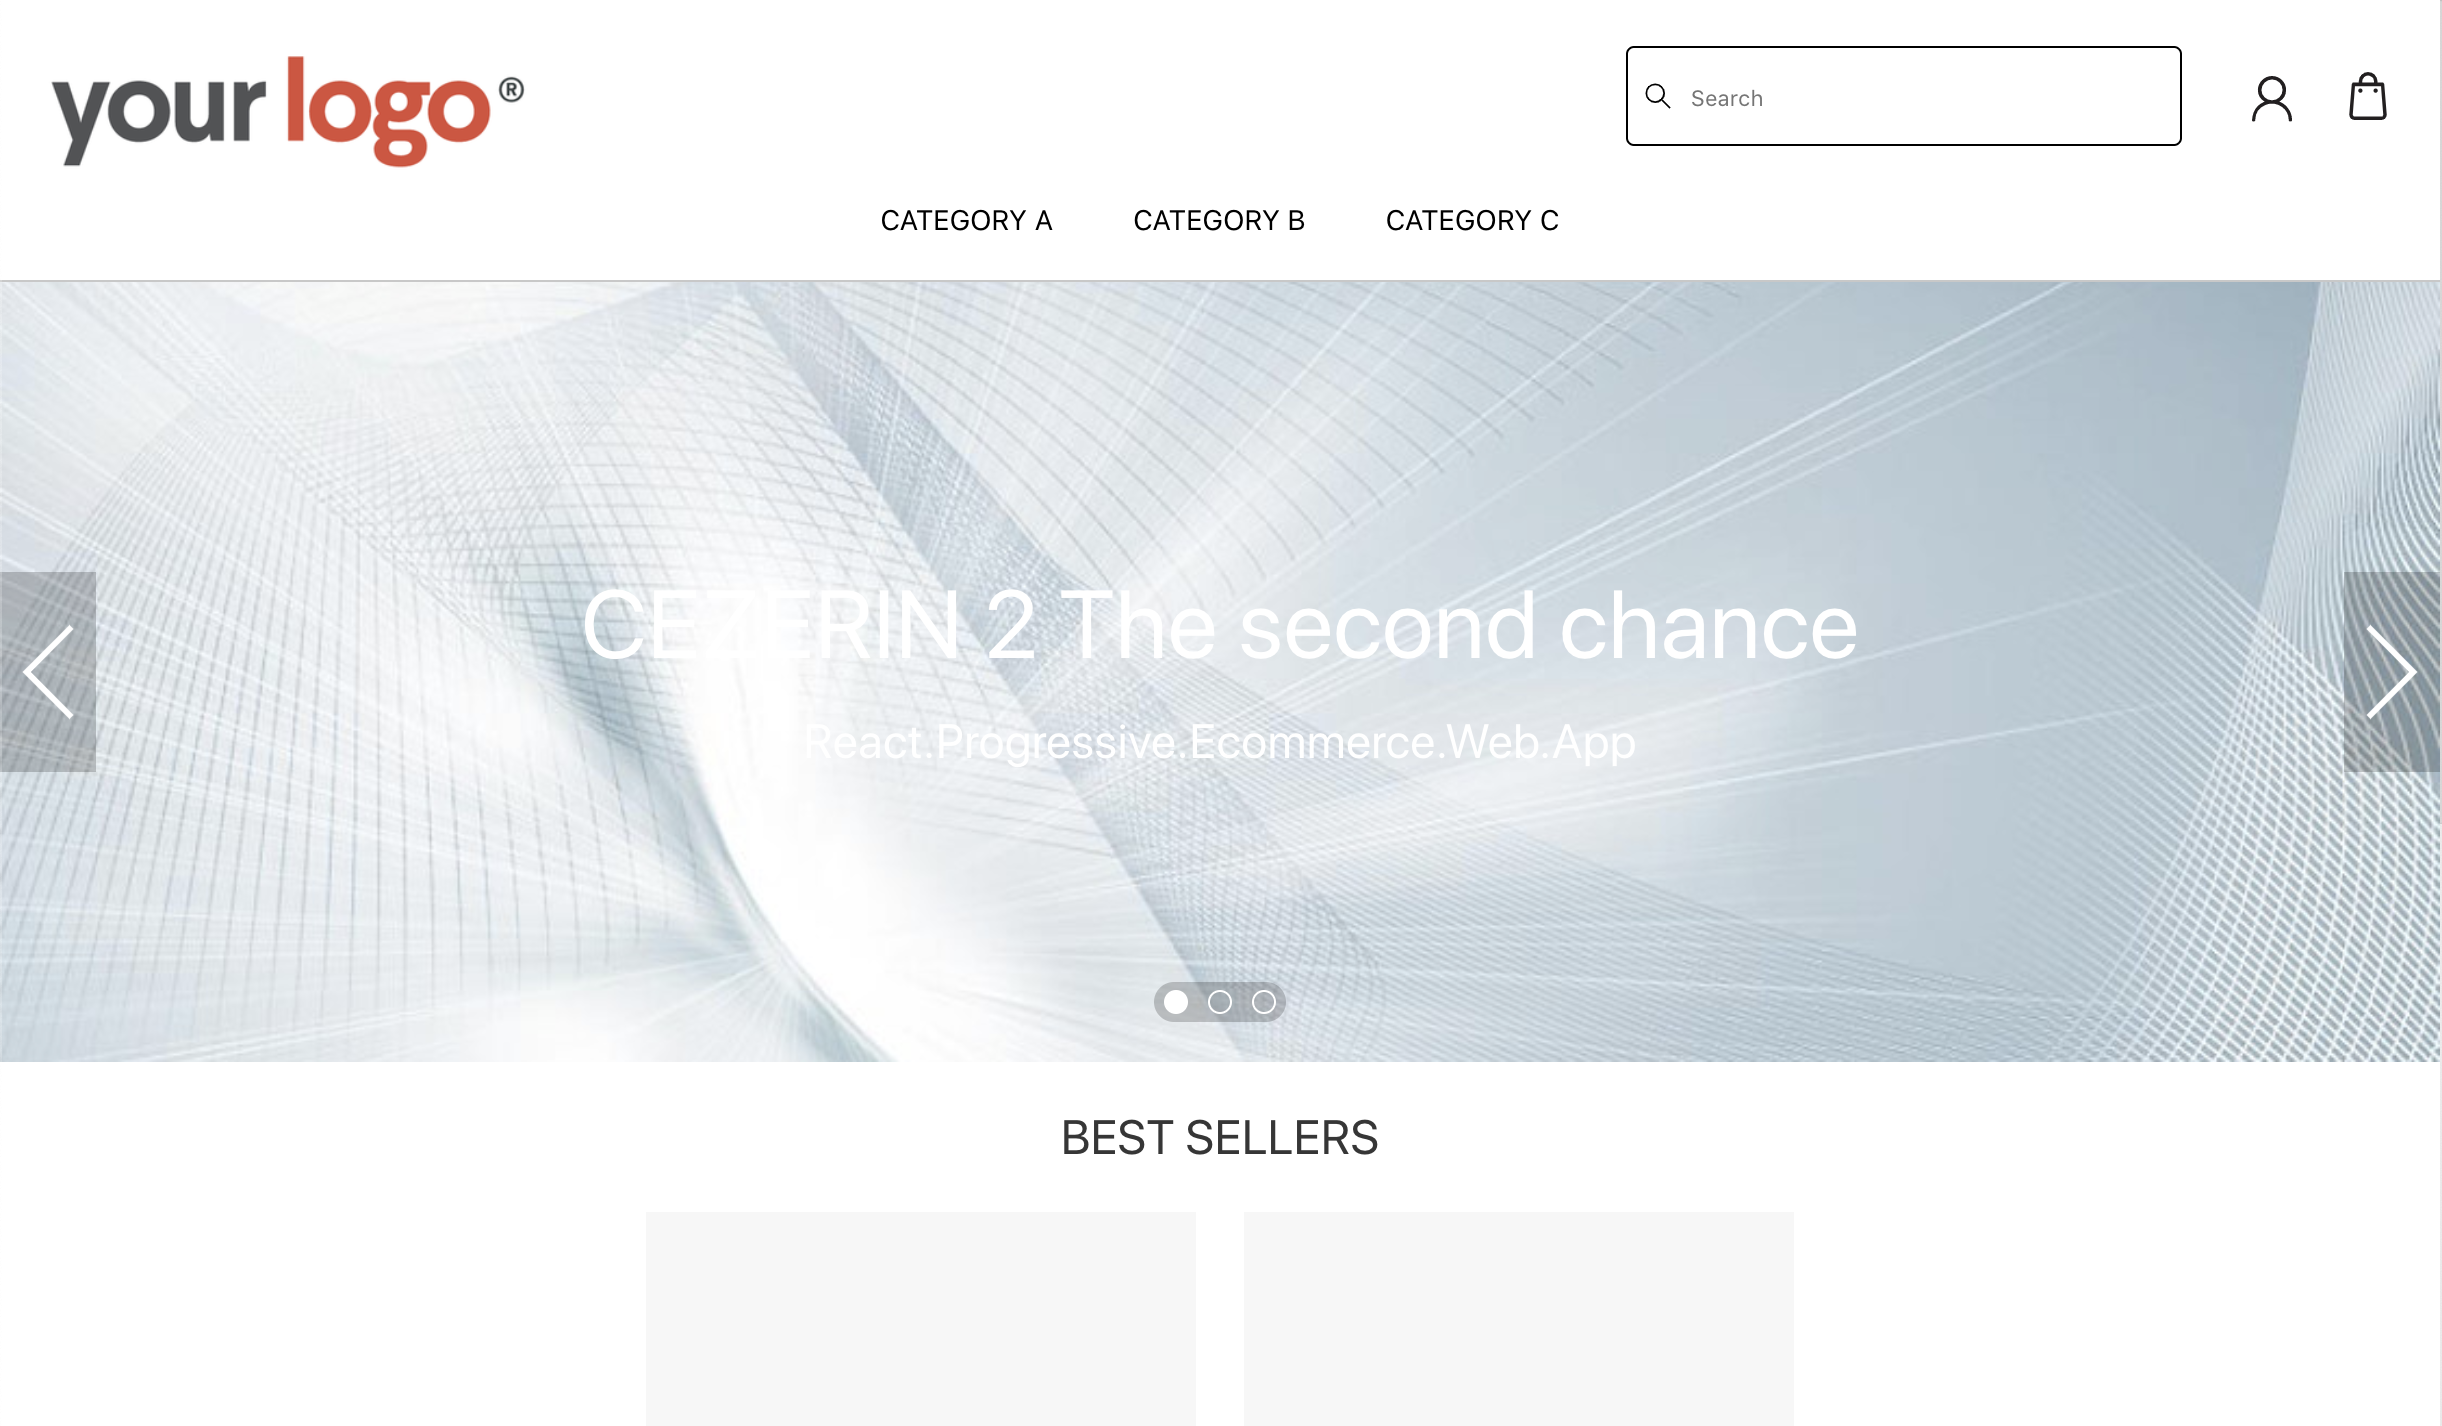 your logo ®
Search
CATEGORY A CATEGORY B CATEGORY C
CEZERIN 2 The second chance
React.Progressive.Ecommerce.Web.App
BEST SELLERS